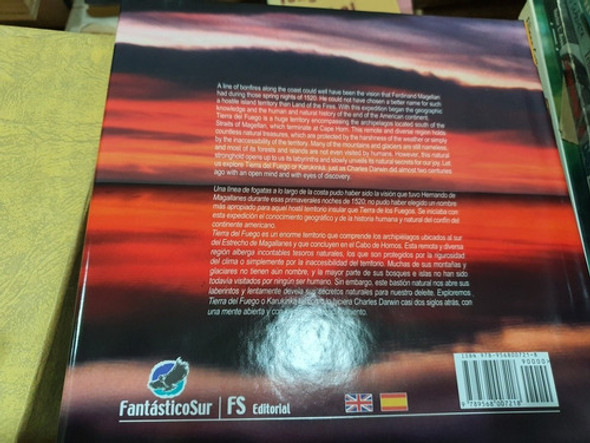 A line of bonfires along the coast could well have been the vision that Ferdinand Magellan
had during those spring nights of 1520. He could not have chosen a better name for such
a hostile island territory than Land of the Fires. With this expedition began the geographic
knowledge and the human and natural history of the end of the American continent.
Tierra del Fuego is a huge territory encompassing the archipelagos located south of the
Straits of Magellan, which terminate at Cape Horn. This remote and diverse region holds
countless natural treasures, which are protected by the harshness of the weather or simply
by the inaccessibility of the territory. Many of the mountains and glaciers are still nameless,
and most of its forests and islands are not even visited by humans. However, this natural
stronghold opens up to us its labyrinths and slowly unveils its natural secrets for our joy. Let
us explore Tierra del Fuego or Karukinká, just as Charles Darwin did almost two centuries
ago with an open mind and with eyes of discovery.
Una línea de fogatas a lo largo de la costa pudo haber sido la visión que tuvo Hernando de
Magallanes durante esas primaverales noches de 1520, no pudo haber elegido un nombre
más apropiado para aquel hostil territorio insular que Tierra de los Fuegos. Se iniciaba con
esta expedición el conocimiento geográfico y de la historia humana y natural del confín del
continente americano.
Tierra del Fuego es un enorme territorio que comprende los archipiélagos ubicados al sur
del Estrecho de Magallanes y que concluyen en el Cabo de Hornos. Esta remota y diversa
región alberga incontables tesoros naturales, los que son protegidos por la rigurosidad
del clima o simplemente por la inaccesibilidad del territorio. Muchas de sus montañas y
glaciares no tienen aún nombre, y la mayor parte de sus bosques e islas no han sido
todavía visitados por ningún ser humano. Sin embargo, este bastión natural nos abre sus
laberintos y lentamente devela sus secretos naturales para nuestro deleite. Exploremos
Tierra del Fuego o Karukinká, lo hiciera Charles Darwin casi dos siglos atrás, con
una mente abierta y con
ISBN 978-956800721-8
90000
9 789568 007218
FantásticoSur FS Editorial